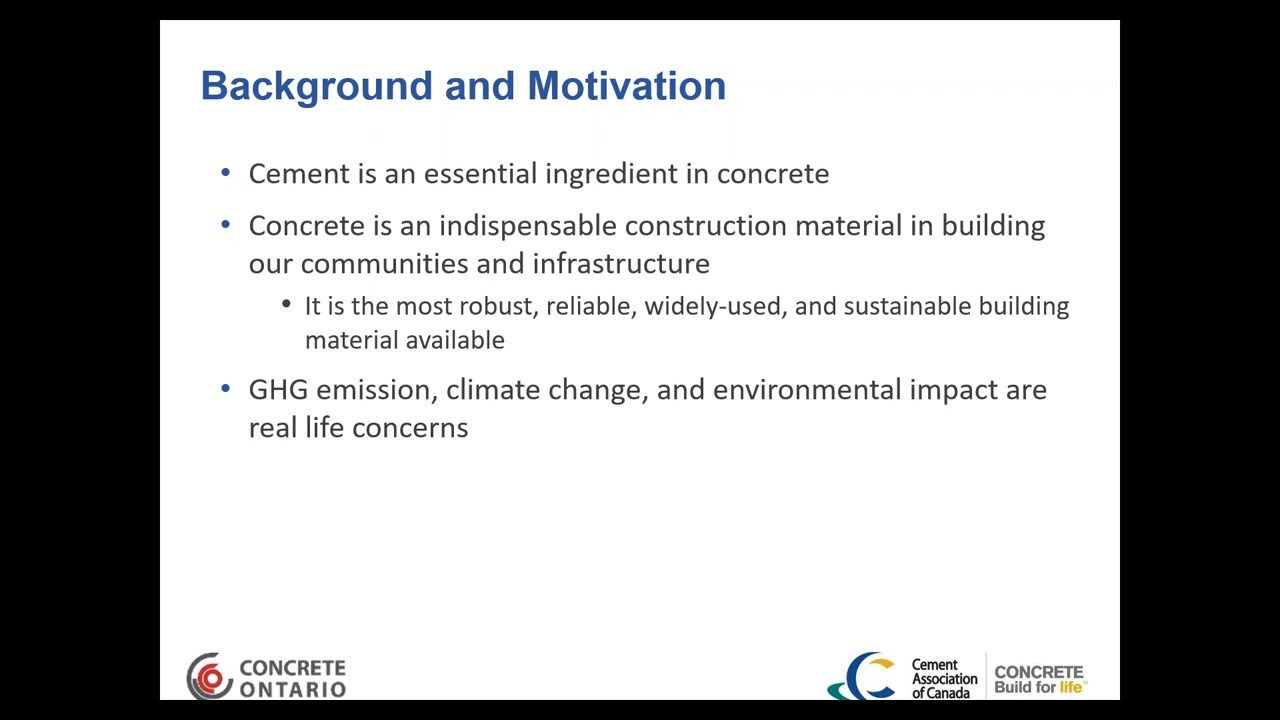 Background and Motivation
• Cement is an essential ingredient in concrete
• Concrete is an indispensable construction material in building
our communities and infrastructure
• It is the most robust, reliable, widely-used, and sustainable building
material available
• GHG emission, climate change, and environmental impact are
real life concerns
CONCRETE
ONTARIO
Cement
Association
of Canada
CONCRETE
Build for life™